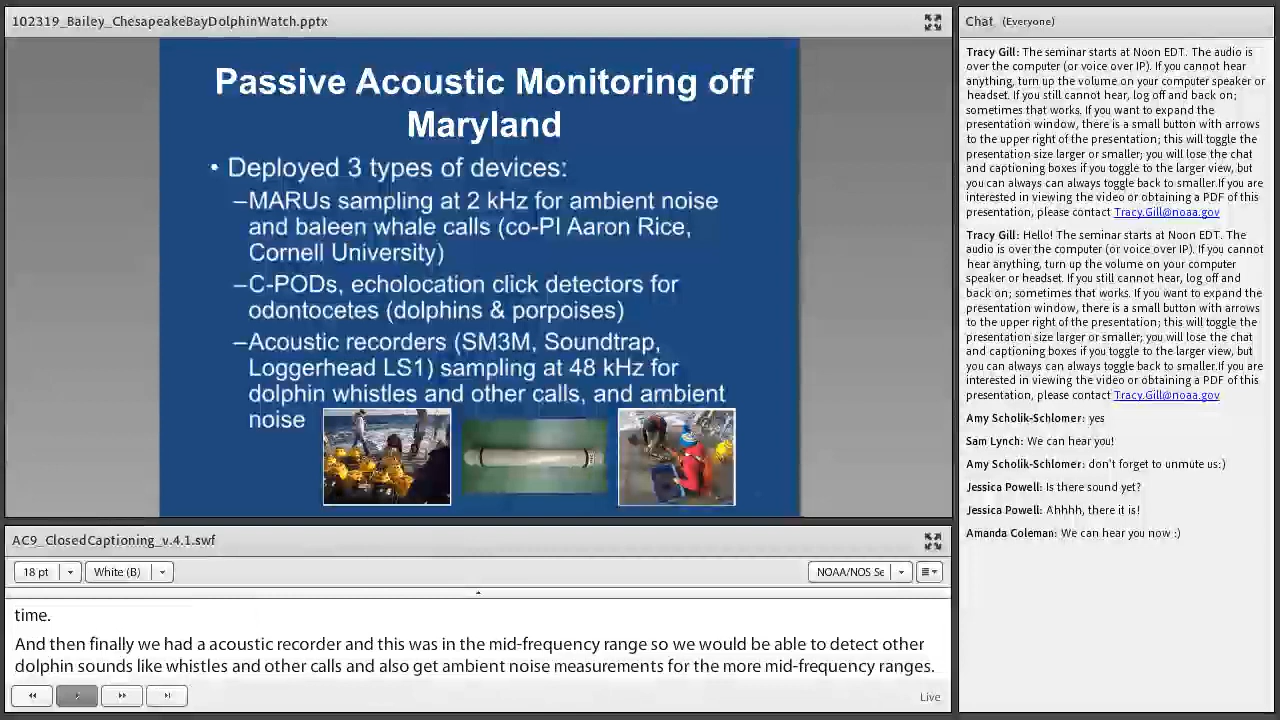 102319_Bailey_ChesapeakeBayDolphinWatch.pptx
Passive Acoustic Monitoring off
Maryland
• Deployed 3 types of devices:
–MARUs sampling at 2 kHz for ambient noise
and baleen whale calls (co-PI Aaron Rice,
Cornell University)
–C-PODs, echolocation click detectors for
odontocetes (dolphins & porpoises)
–Acoustic recorders (SM3M, Soundtrap,
Loggerhead LS1) sampling at 48 kHz for
dolphin whistles and other calls, and ambient
noise
AC9_ClosedCaptioning_v.4.1.swf
18 pt
White (B)
NOAA/NOS Se
time.
And then finally we had a acoustic recorder and this was in the mid-frequency range so we would be able to detect other
dolphin sounds like whistles and other calls and also get ambient noise measurements for the more mid-frequency ranges.
Live
Chat (Everyone)
Tracy Gill: The seminar starts at Noon EDT. The audio is
over the computer (or voice over IP). If you cannot hear
anything, turn up the volume on your computer speaker or
headset. If you still cannot hear, log off and back on;
sometimes that works. If you want to expand the
presentation window, there is a small button with arrows
to the upper right of the presentation; this will toggle the
presentation size larger or smaller; you will lose the chat
and captioning boxes if you toggle to the larger view, but
you can always can always toggle back to smaller.If you are
interested in viewing the video or obtaining a PDF of this
presentation, please contact Tracy.Gill@noaa.gov
Tracy Gill: Hello! The seminar starts at Noon EDT. The
audio is over the computer (or voice over IP). If you cannot
hear anything, turn up the volume on your computer
speaker or headset. If you still cannot hear, log off and
back on; sometimes that works. If you want to expand the
presentation window, there is a small button with arrows
to the upper right of the presentation; this will toggle the
presentation size larger or smaller; you will lose the chat
and captioning boxes if you toggle to the larger view, but
you can always can always toggle back to smaller.If you are
interested in viewing the video or obtaining a PDF of this
presentation, please contact Tracy.Gill@noaa.gov
Amy Scholik-Schlomer: yes
Sam Lynch: We can hear you!
Amy Scholik-Schlomer: don't forget to unmute us:)
Jessica Powell: Is there sound yet?
Jessica Powell: Ahhhh, there it is!
Amanda Coleman: We can hear you now :)